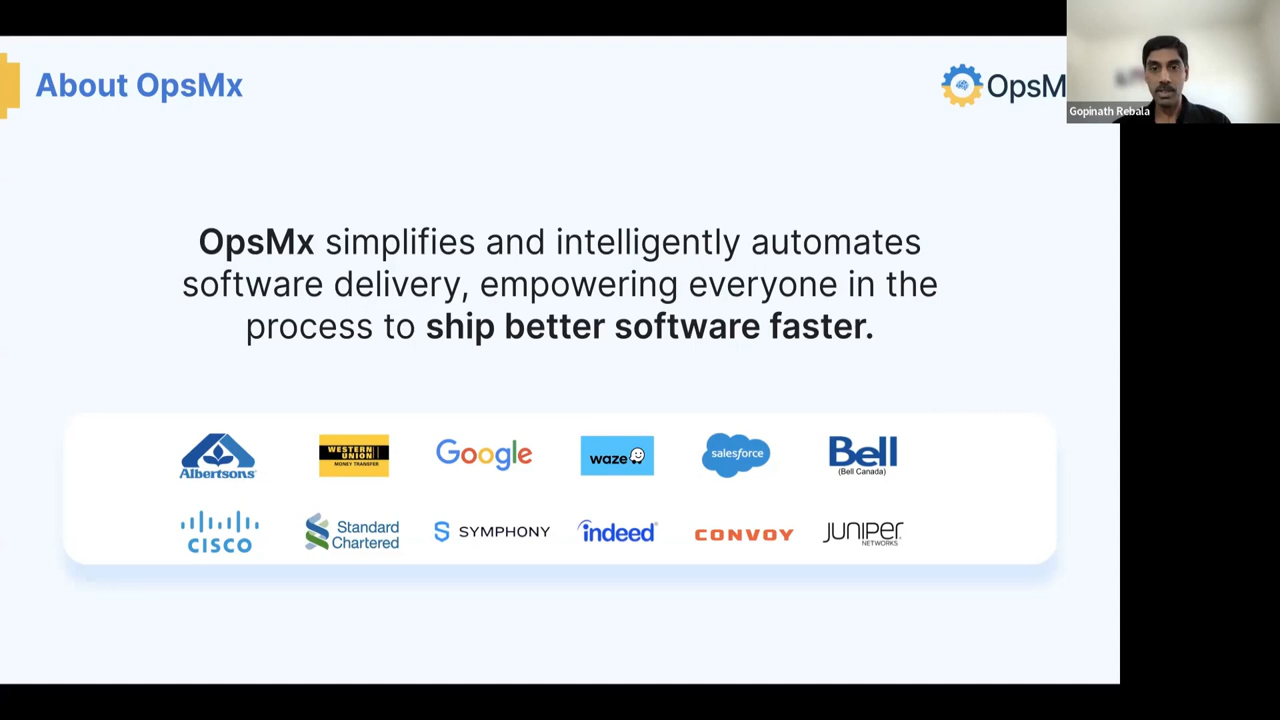 About OpsMx
OpsM
Gopinath Rebala
OpsMx simplifies and intelligently automates
software delivery, empowering everyone in the
process to ship better software faster.
Albertsons
WESTERN
UNION
MONEY TRANSFER
Google
waze
salesforce
Bell
(Bell Canada)
CISCO
Standard
Chartered
SYMPHONY
indeed
CONVOY
JUNIPER
NETWORKS